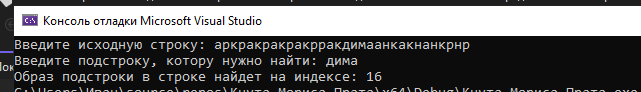 Консоль отладки Microsoft Visual Studio
Введите исходную строку: аркракракракрракдимаанкакнанкрнр
Введите подстроку, котору нужно найти: дима
Образ подстроки в строке найдет на индексе: 16